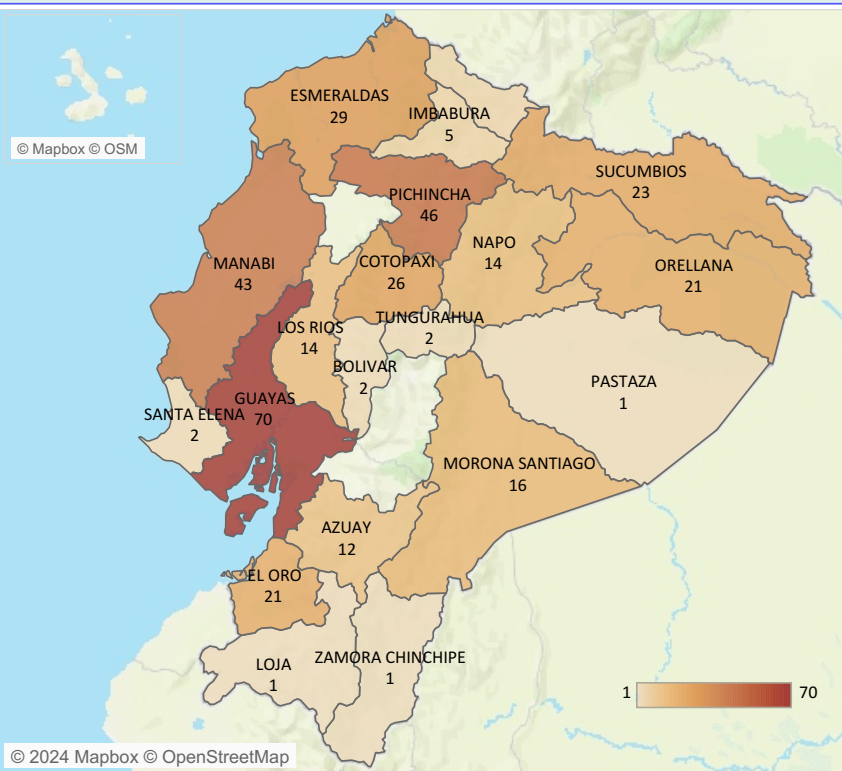 ESMERALDAS
29
IMBABURA
5
© Mapbox © OSM
SUCUMBIOS
23
PICHINCHA
46
NAPO
14
MANABI
43
COTOPAXI
26
ORELLANA
21
TUNGURAHUA
2
LOS RIOS
14
BOLIVAR
2
PASTAZA
1
GUAYAS
70
SANTA ELENA
2
MORONA SANTIAGO
16
AZUAY
12
EL ORO
21
LOJA
1
ZAMORA CHINCHIPE
1
1 70
© 2024 Mapbox © OpenStreetMap